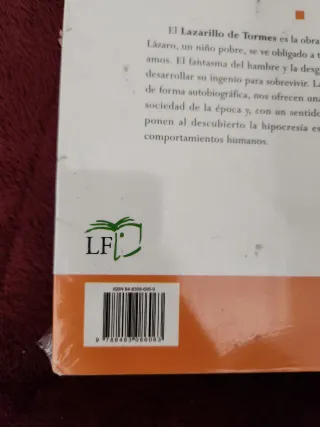 El Lazarillo de Tormes es la obra
Lázaro, un niño pobre, se ve obligado a t
amos. El fantasma del hambre y la desg
desarrollar su ingenio para sobrevivir. La
de forma autobiográfica, nos ofrecen una
sociedad de la época y, con un sentido
ponen al descubierto la hipocresía es
comportamientos humanos.
LF